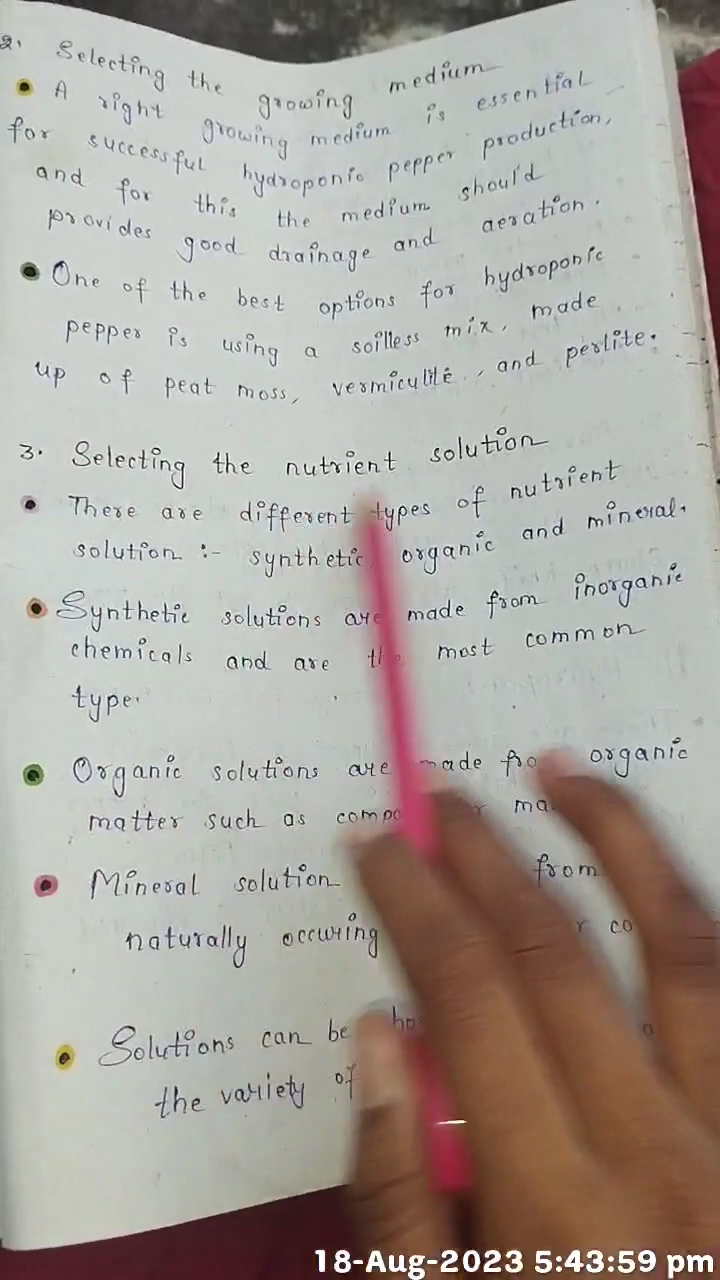 2. Selecting the growing medium
A right growing medium is essential
for successful hydroponic pepper production,
and for this the medium should
provides good drainage and aeration.
One of the best options for hydroponic
pepper is using a soilless mix, made
up of peat moss, vermiculite, and perlite.
3. Selecting the nutrient solution
There are different types of nutrient
solution :- synthetic, organic and mineral.
Synthetic solutions are made from inorganic
chemicals and are the most common
type.
Organic solutions are made from organic
matter such as
Mineral solution from
naturally occuring
Solutions can be
the variety of
18-Aug-2023 5:43:59 pm